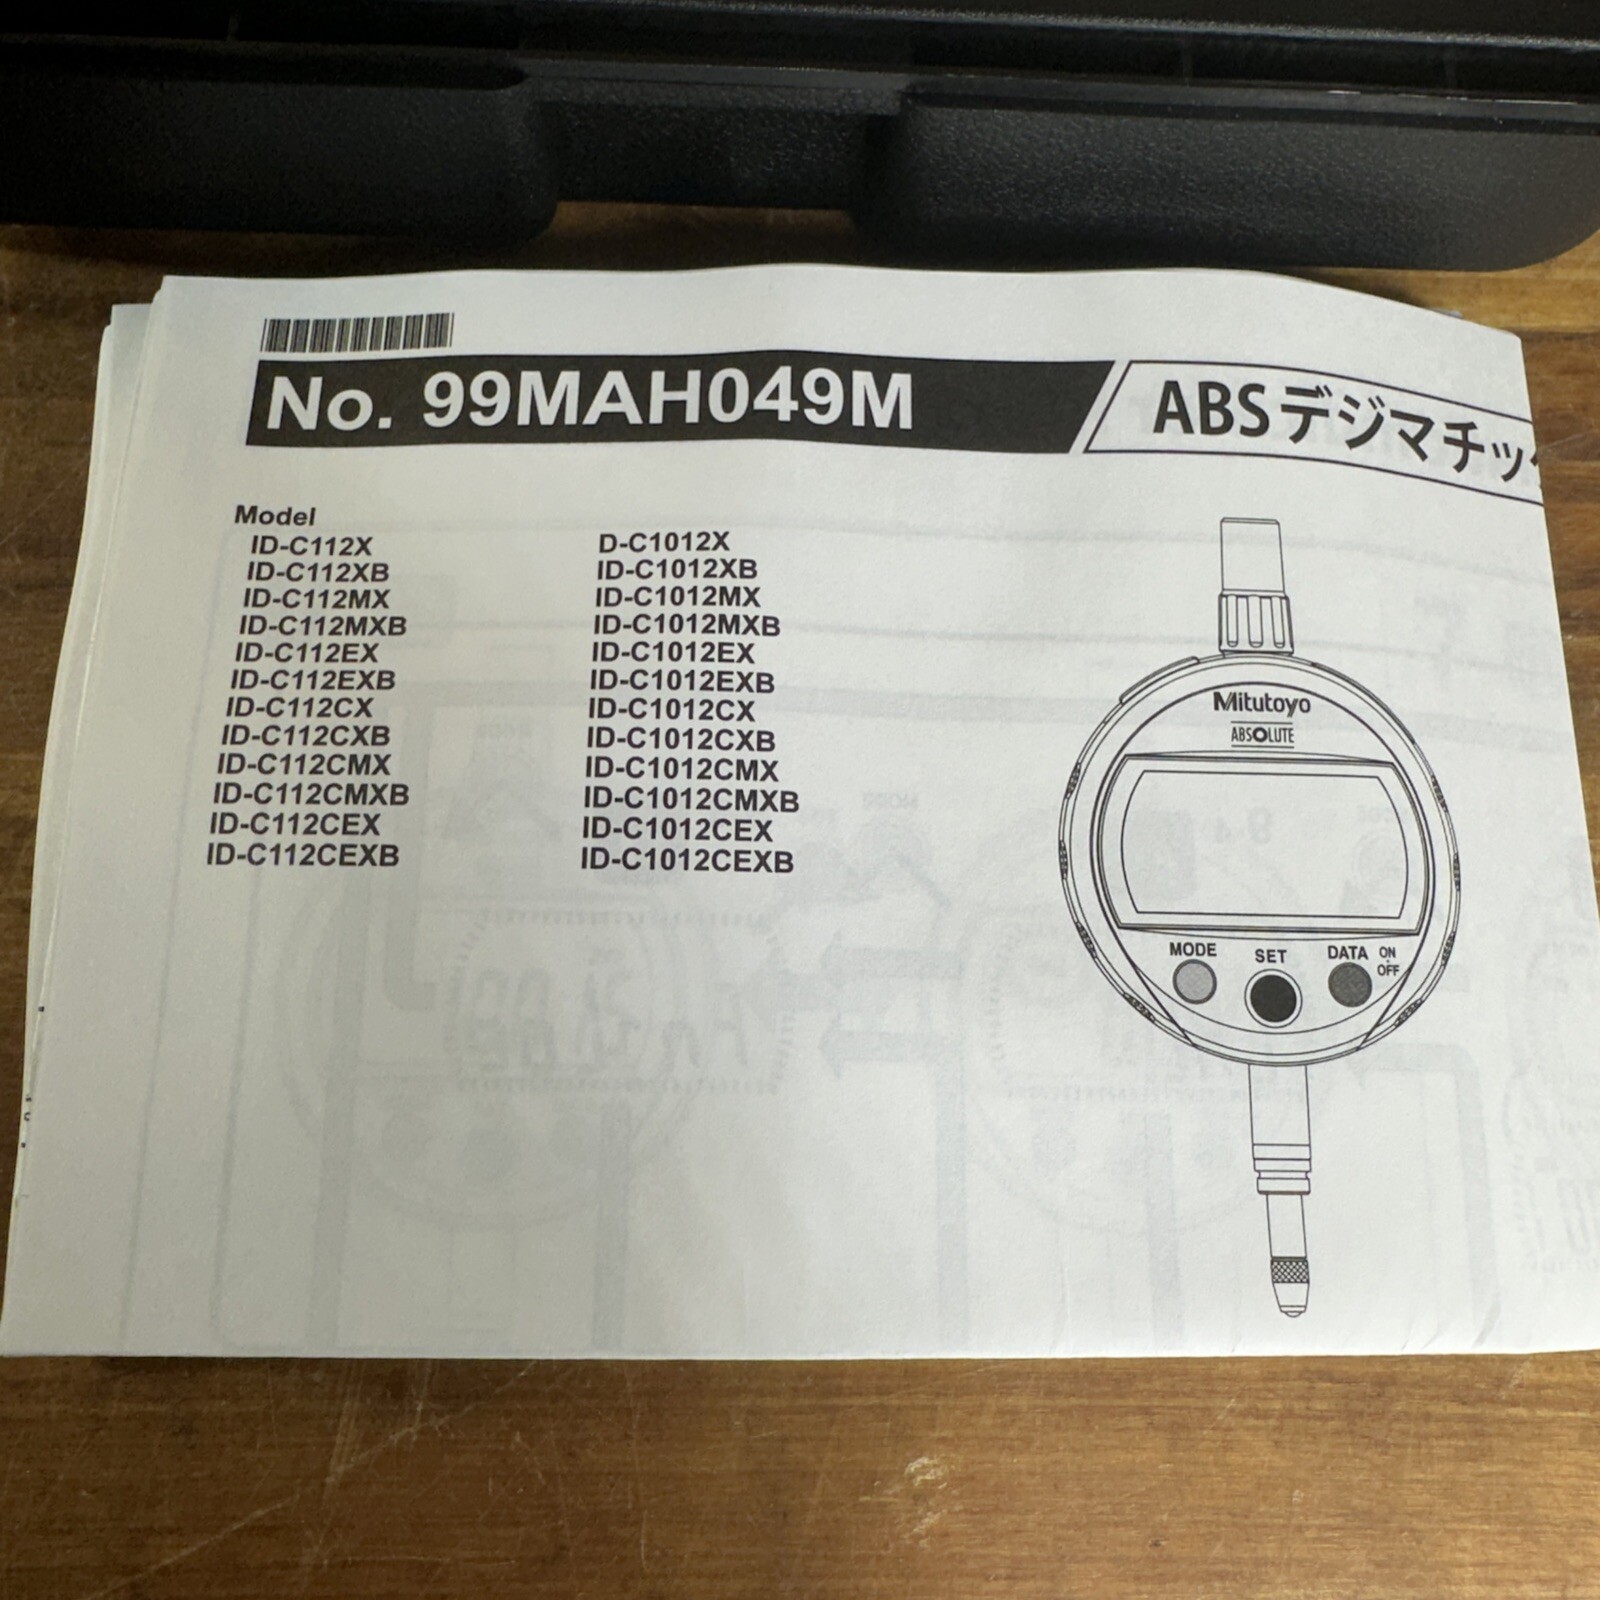 No. 99MAH049M
ABSデジマチッ
Model
ID-C112X
ID-C112XB
ID-C112MX
ID-C112MXB
ID-C112EX
ID-C112EXB
ID-C112CX
ID-C112CXB
ID-C112CMX
ID-C112CMXB
ID-C112CEX
ID-C112CEXB
D-C1012X
ID-C1012XB
ID-C1012MX
ID-C1012MXB
ID-C1012EX
ID-C1012EXB
ID-C1012CX
ID-C1012CXB
ID-C1012CMX
ID-C1012CMXB
ID-C1012CEX
ID-C1012CEXB
Mitutoyo
ABSOLUTE
MODE
SET
DATA
ON
OFF